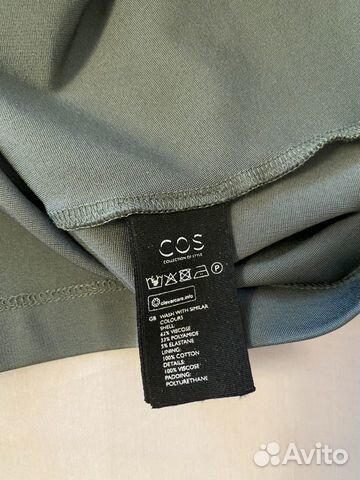 COS
COLLECTION OF STYLE
P
clevercare.info
GB WASH WITH SIMILAR
COLOURS
SHELL:
62% VISCOSE
33% POLYAMIDE
5% ELASTANE
LINING:
100% COTTON
DETAILS:
100% VISCOSE
PADDING:
POLYURETHANE
Avito